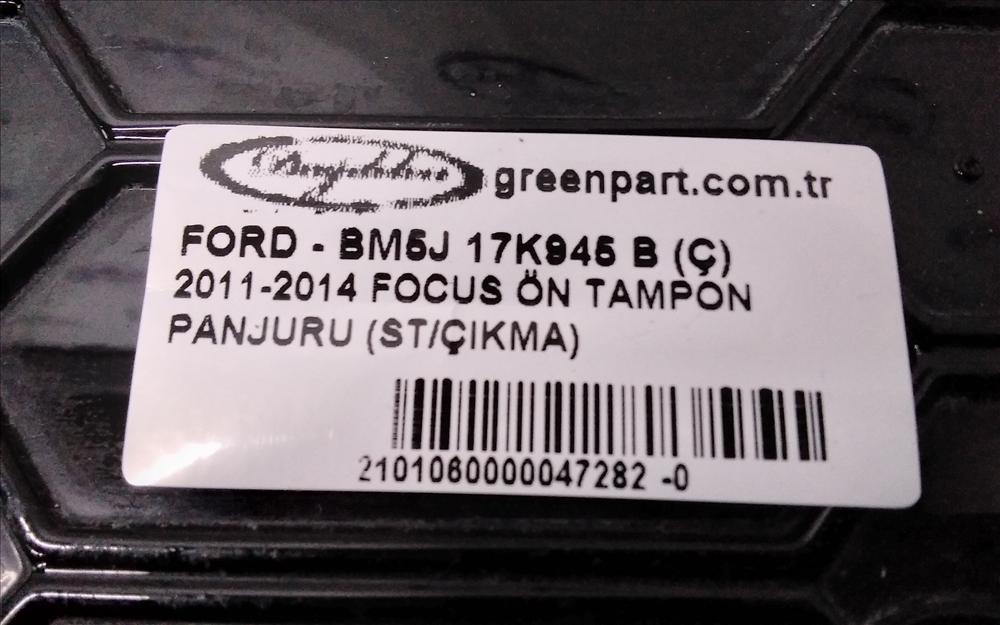 greenpart.com.tr
FORD - BM5J 17K945 B (Ç)
2011-2014 FOCUS ÖN TAMPON
PANJURU (ST/ÇIKMA)
2101060000047282 -0